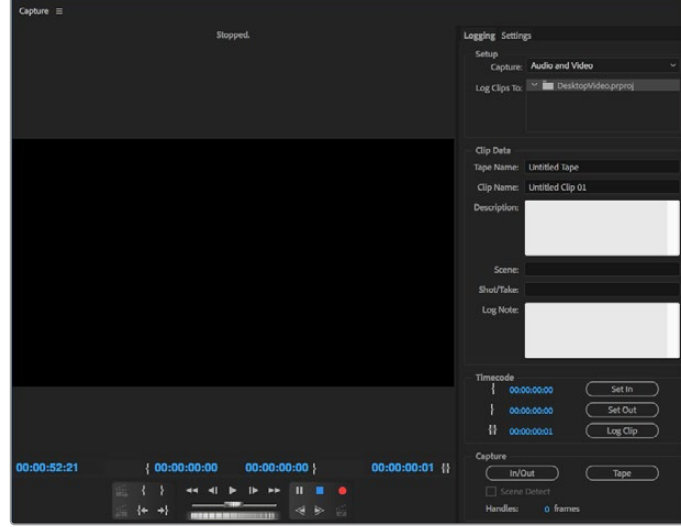 Capture
Stopped.
Logging Settings
Setup
Capture: Audio and Video
Log Clips To: DesktopVideo.prproj
Clip Data
Tape Name: Untitled Tape
Clip Name: Untitled Clip 01
Description:
Scene:
Shot/Take:
Log Note:
Timecode
{ 00:00:00:00 Set In
} 00:00:00:00 Set Out
{} 00:00:00:01 Log Clip
00:00:52:21 { 00:00:00:00 00:00:00:00 } 00:00:00:01 {}
Capture
In/Out Tape
Scene Detect
Handles: 0 frames